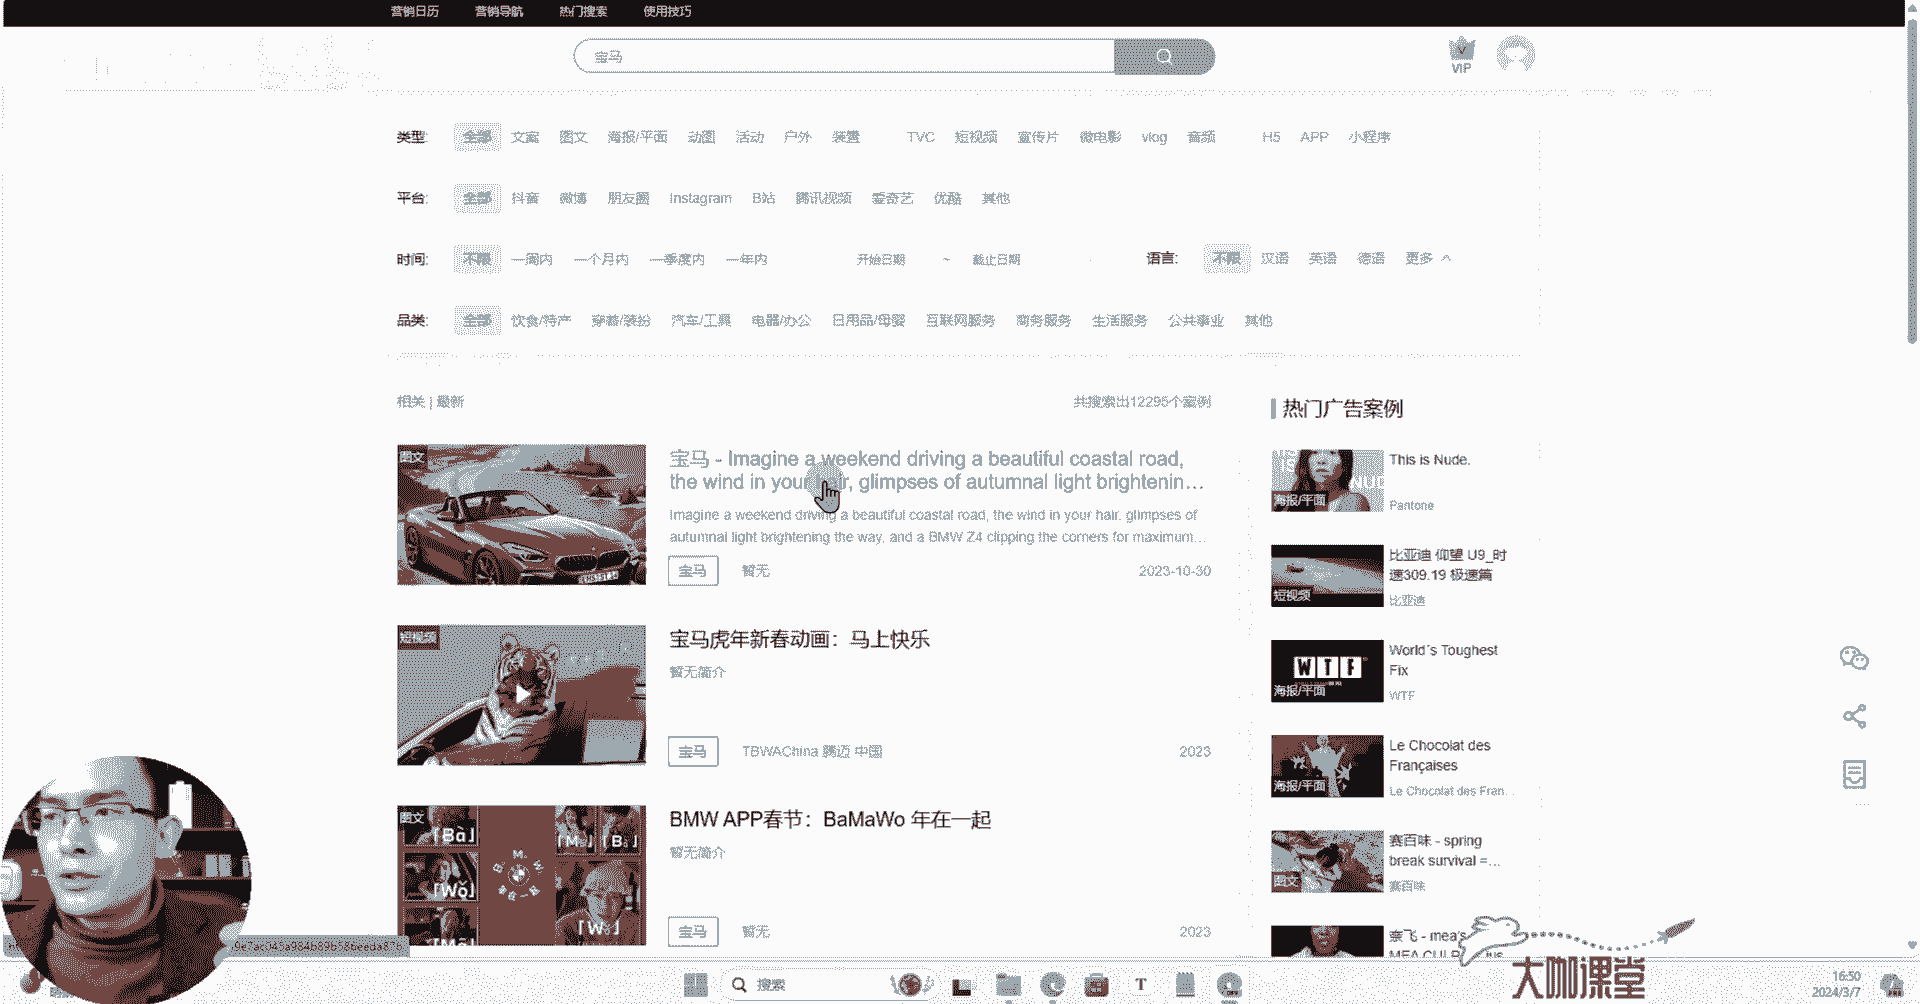 营销日历 营销导航 热门搜索 使用技巧
宝马
VIP
类型: 全部 文案 图文 海报/平面 动图 活动 户外 装置 TVC 短视频 宣传片 微电影 vlog 音频 H5 APP 小程序
平台: 全部 抖音 微博 朋友圈 Instagram B站 腾讯视频 爱奇艺 优酷 其他
时间: 不限 一周内 一个月内 一季度内 一年内 开始日期 ~ 截止日期 语言: 不限 汉语 英语 德语 更多
品类: 全部 饮食/特产 穿着/装扮 汽车/工具 电器/办公 日用品/母婴 互联网服务 商务服务 生活服务 公共事业 其他
相关 | 最新 共搜索出12295个案例
图文
宝马 - Imagine a weekend driving a beautiful coastal road,
the wind in your hair, glimpses of autumnal light brightenin...
Imagine a weekend driving a beautiful coastal road, the wind in your hair, glimpses of
autumnal light brightening the way, and a BMW Z4 clipping the corners for maximum...
宝马 暂无 2023-10-30
短视频
宝马虎年新春动画：马上快乐
暂无简介
宝马 TBWAChina 腾迈 中国 2023
图文
「Bǎ」
「Wǒ」
BMW APP春节：BaMaWo 年在一起
暂无简介
宝马 暂无 2023
热门广告案例
海报/平面
This is Nude.
Pantone
短视频
比亚迪 仰望 U9_时
速309.19 极速篇
比亚迪
WTF
海报/平面
World´s Toughest
Fix
WTF
海报/平面
Le Chocolat des
Françaises
Le Chocolat des Fran...
图文
赛百味 - spring
break survival =...
赛百味
奈飞 - mea's
大咖课堂
搜索
16:50
2024/3/7